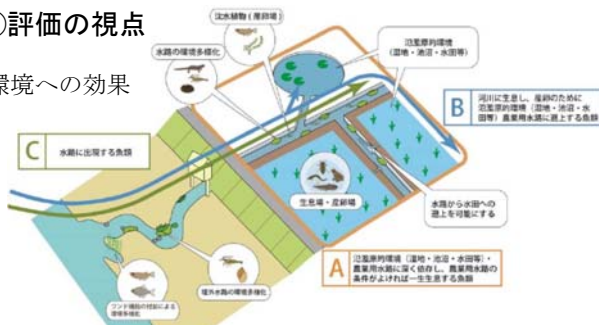 評価の視点
環境への効果
沈水植物(産卵場)
水路の環境多様化
氾濫原的環境
(湿地・池沼・水田等)
B
河川に生息し、産卵のために
氾濫原的環境(湿地・池沼・水
田等)農業用水路に遡上する魚類
C
水路に出現する魚類
生息場・産卵場
水路から水田への
遡上を可能にする
A
氾濫原的環境(湿地・池沼・水田等)・
農業用水路に深く依存し、農業用水路の
条件がよければ一生生息する魚類
堤外水路の環境多様化
ワンド機能の付加による
環境多様化